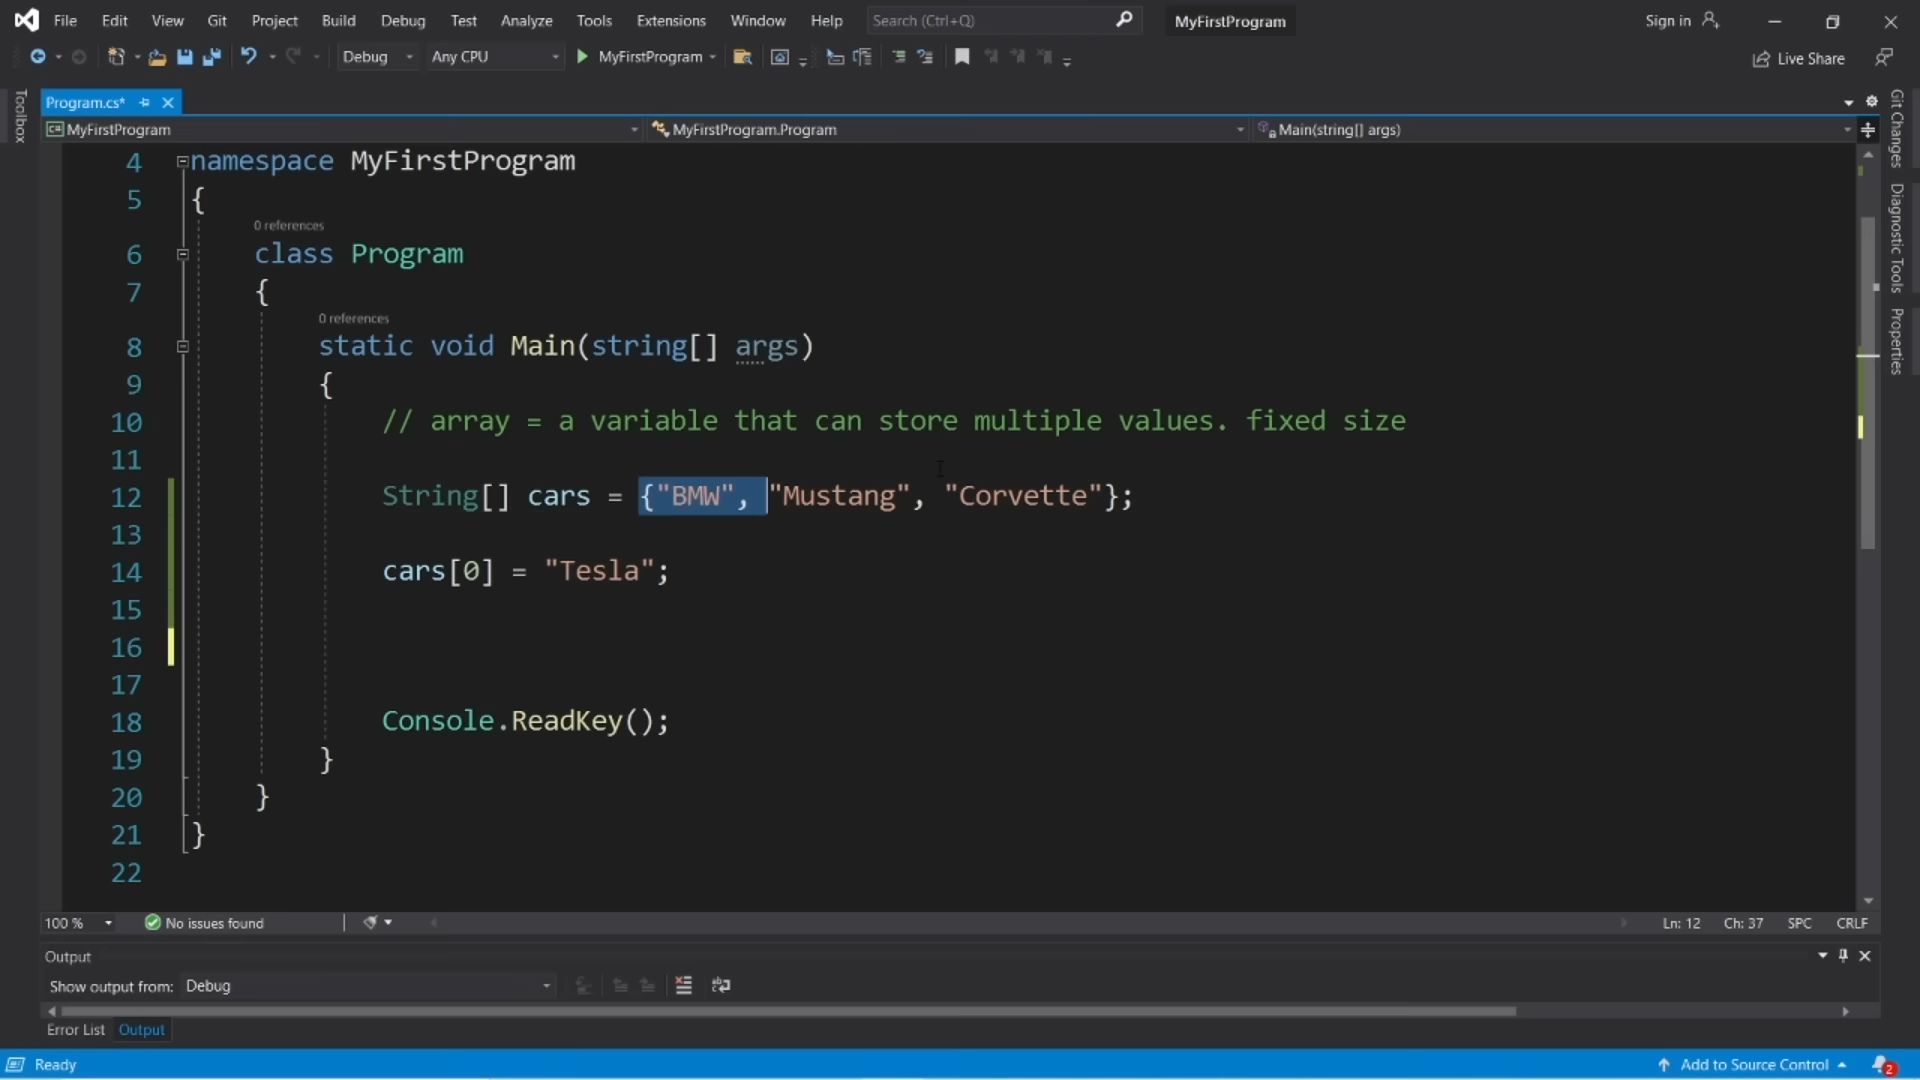 File Edit View Git Project Build Debug Test Analyze Tools Extensions Window Help Search (Ctrl+Q) MyFirstProgram Sign in
Debug Any CPU MyFirstProgram Live Share
Toolbox
Program.cs*
MyFirstProgram MyFirstProgram.Program Main(string[] args)
4 namespace MyFirstProgram
5 {
0 references
6 class Program
7 {
0 references
8 static void Main(string[] args)
9 {
10 // array = a variable that can store multiple values. fixed size
11
12 String[] cars = {"BMW", "Mustang", "Corvette"};
13
14 cars[0] = "Tesla";
15
16
17
18 Console.ReadKey();
19 }
20 }
21 }
22
Git Changes
Diagnostic Tools
Properties
100 % No issues found Ln: 12 Ch: 37 SPC CRLF
Output
Show output from: Debug
Error List Output
Ready Add to Source Control 2